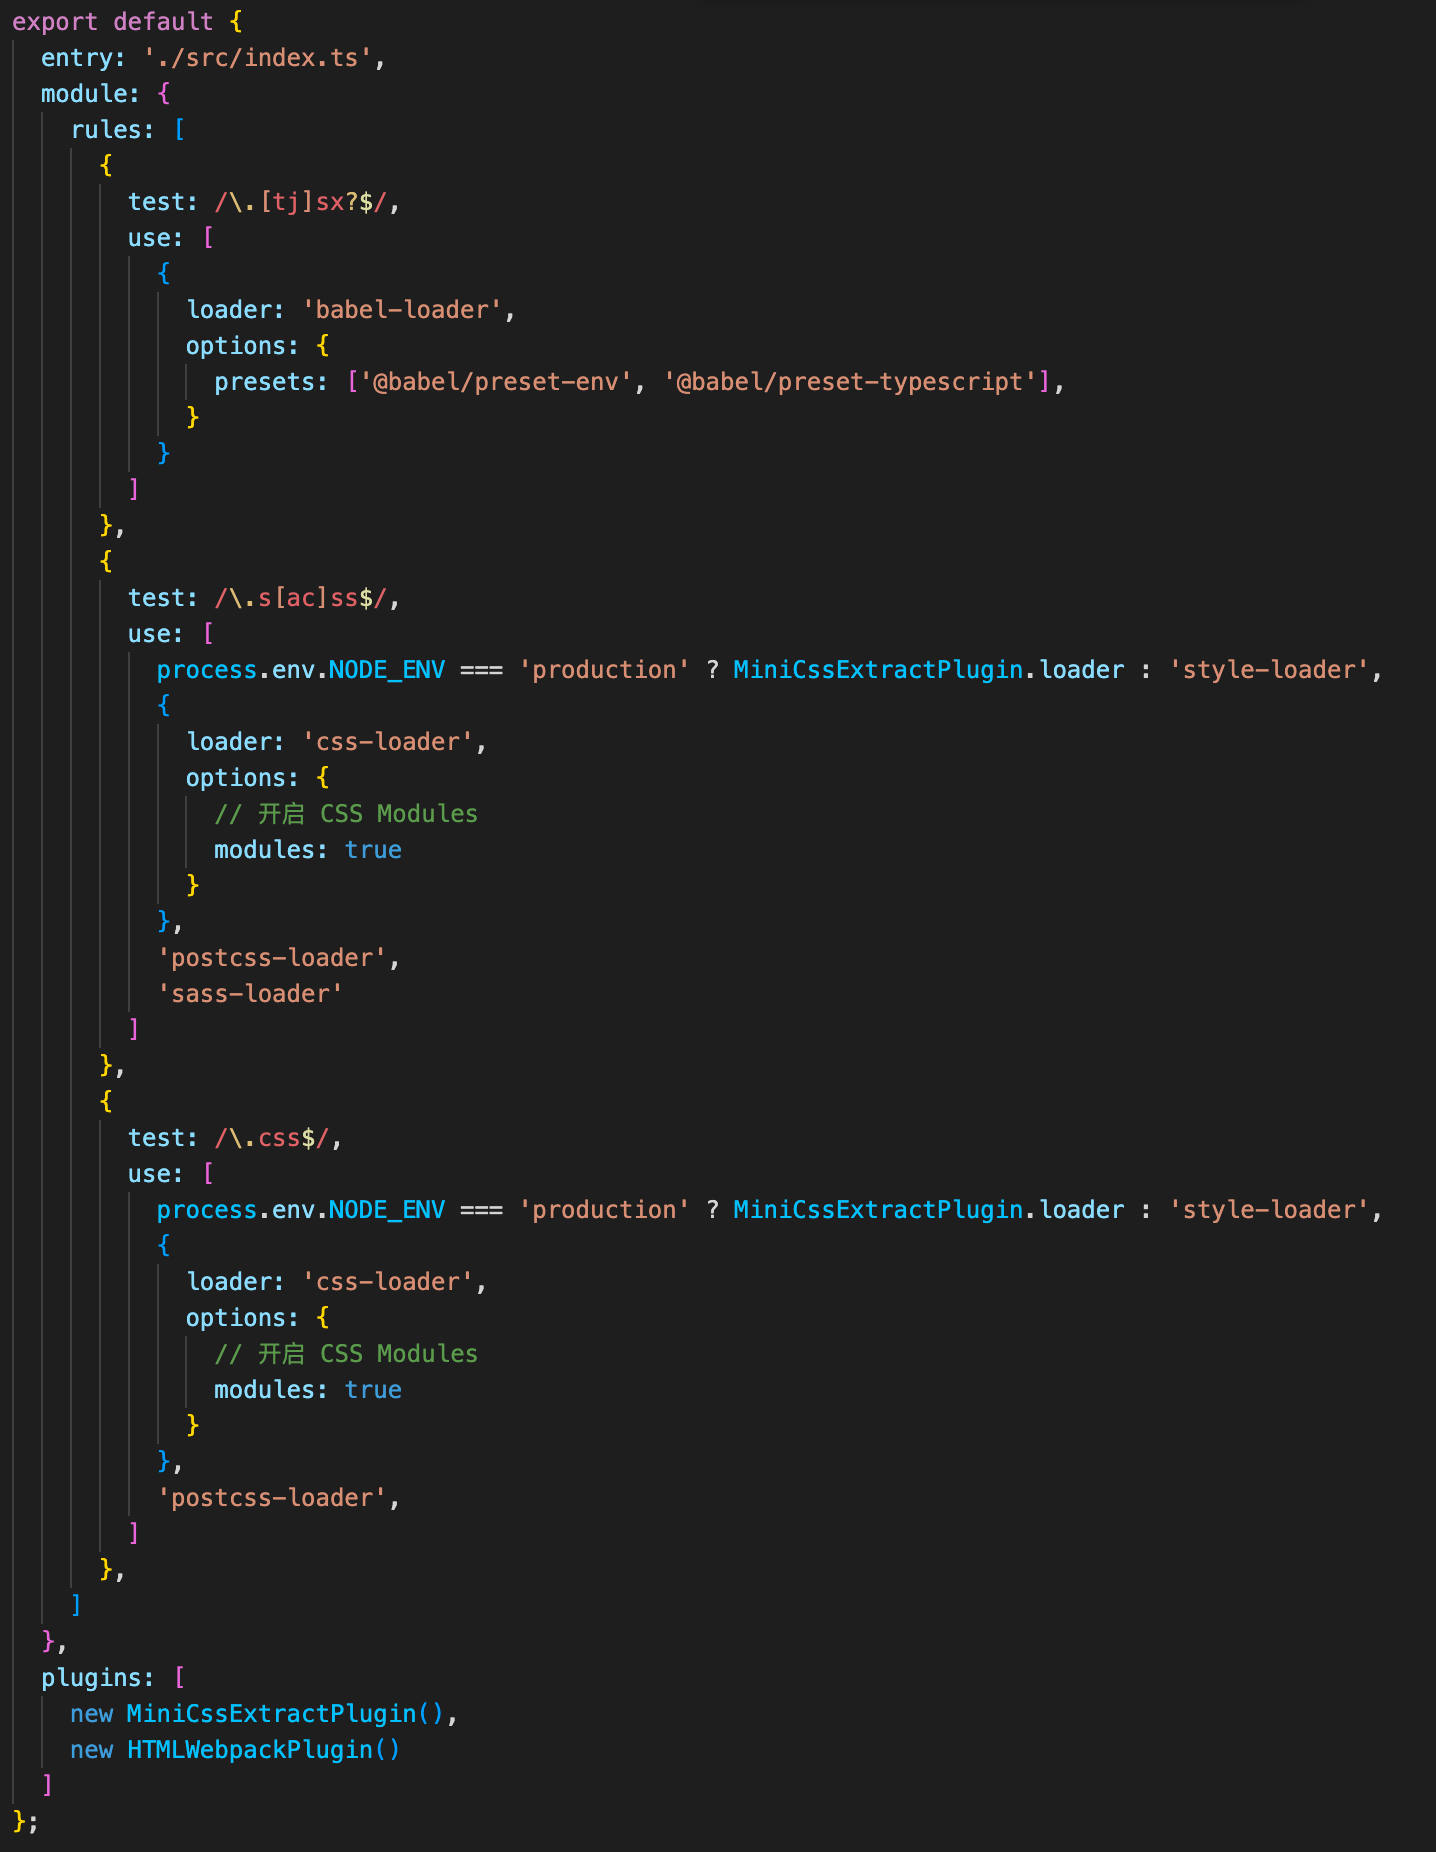 export default {
  entry: './src/index.ts',
  module: {
    rules: [
      {
        test: /\.[tj]sx?$/,
        use: [
          {
            loader: 'babel-loader',
            options: {
              presets: ['@babel/preset-env', '@babel/preset-typescript'],
            }
          }
        ]
      },
      {
        test: /\.s[ac]ss$/,
        use: [
          process.env.NODE_ENV === 'production' ? MiniCssExtractPlugin.loader : 'style-loader',
          {
            loader: 'css-loader',
            options: {
              // 开启 CSS Modules
              modules: true
            }
          },
          'postcss-loader',
          'sass-loader'
        ]
      },
      {
        test: /\.css$/,
        use: [
          process.env.NODE_ENV === 'production' ? MiniCssExtractPlugin.loader : 'style-loader',
          {
            loader: 'css-loader',
            options: {
              // 开启 CSS Modules
              modules: true
            }
          },
          'postcss-loader',
        ]
      },
    ]
  },
  plugins: [
    new MiniCssExtractPlugin(),
    new HTMLWebpackPlugin()
  ]
};